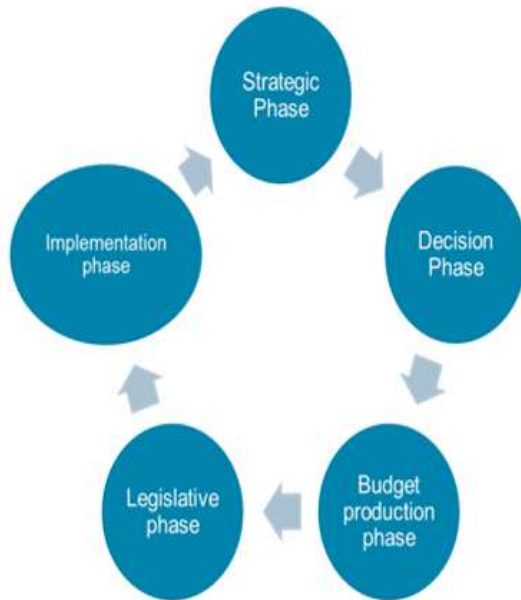 Strategic
Phase
Decision
Phase
Budget
production
phase
Legislative
phase
Implementation
phase